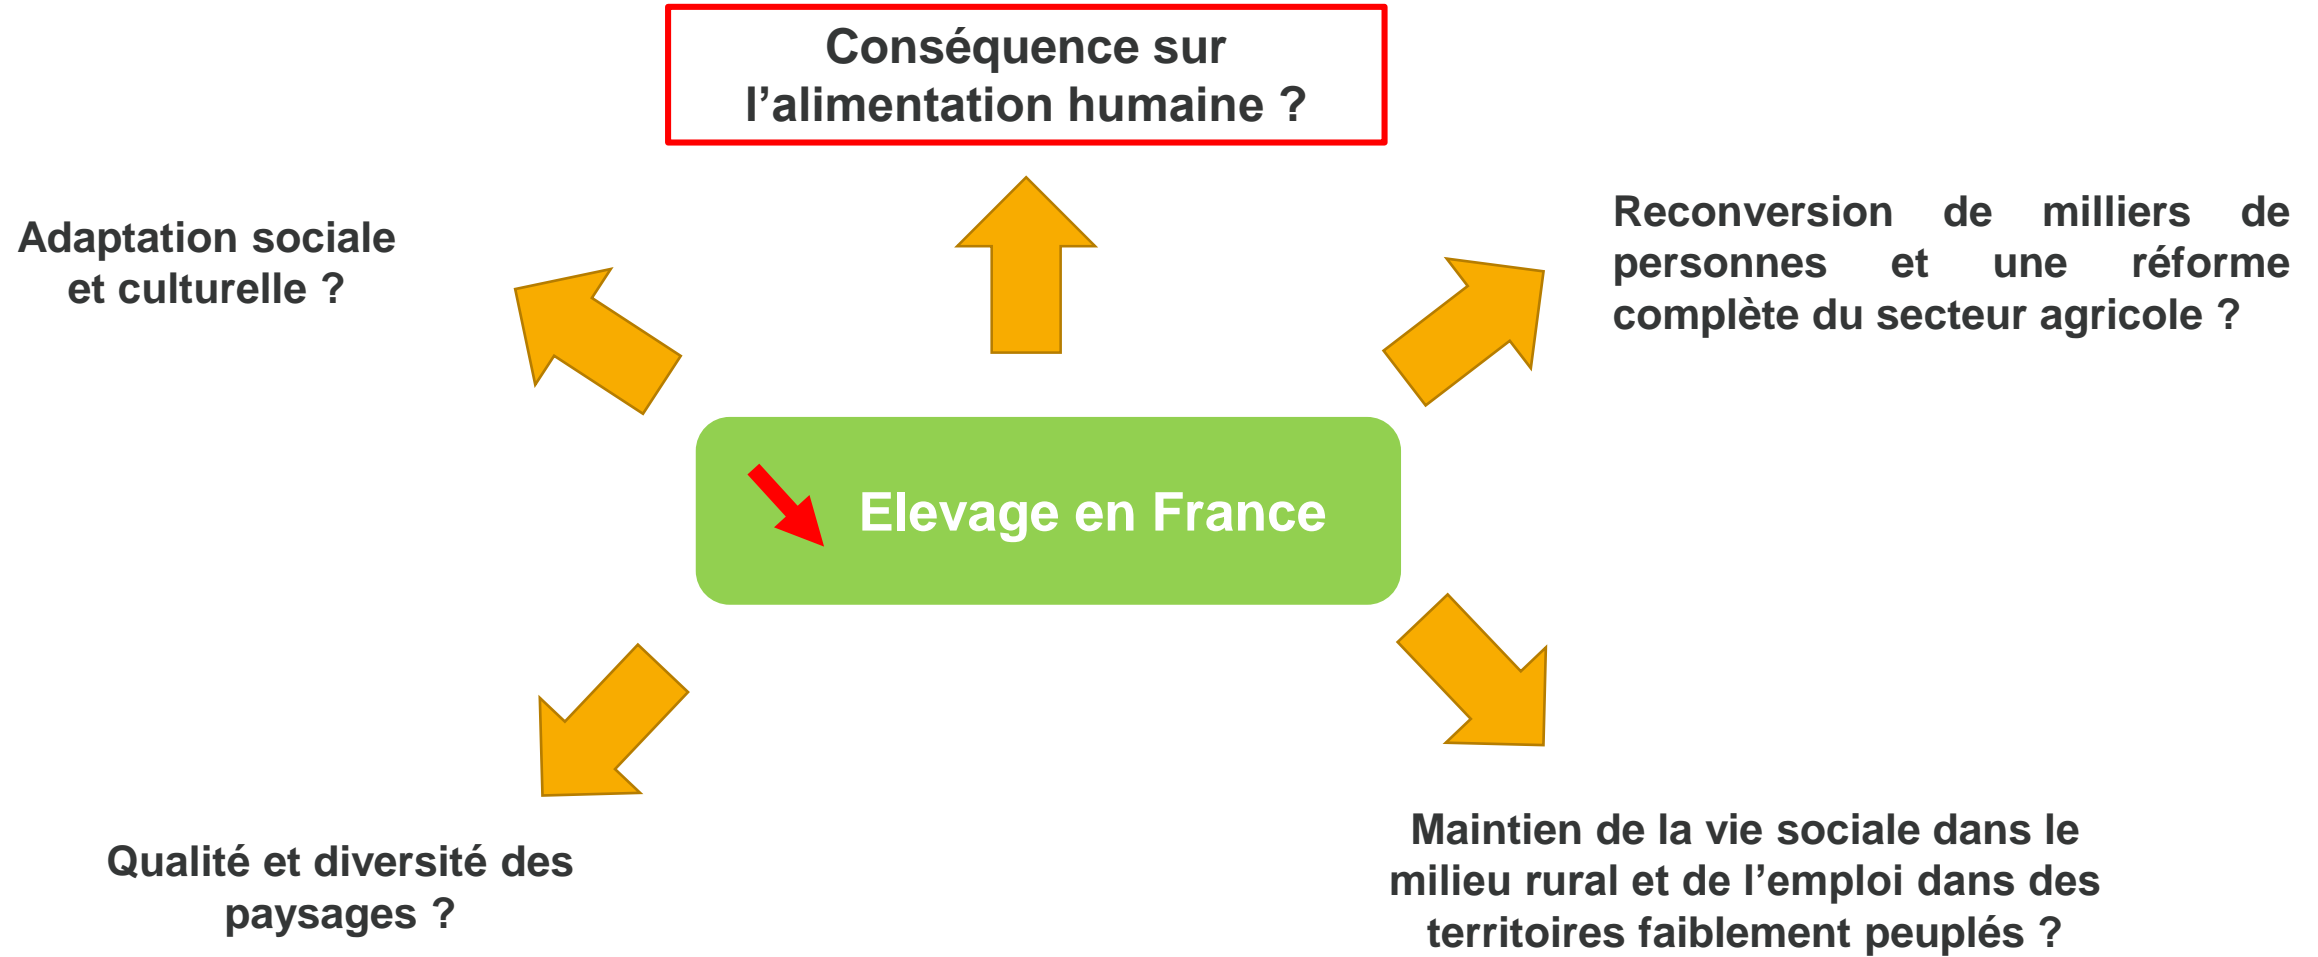 Conséquence sur
l’alimentation humaine ?
Adaptation sociale
et culturelle ?
Reconversion de milliers de
personnes et une réforme
complète du secteur agricole ?
Elevage en France
Qualité et diversité des
paysages ?
Maintien de la vie sociale dans le
milieu rural et de l’emploi dans des
territoires faiblement peuplés ?